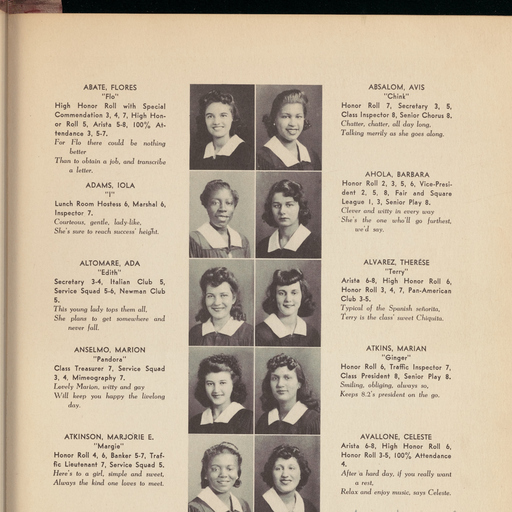 ABATE, FLORES
"Flo"
High Honor Roll with Special
Commendation 3, 4, 7, High Hon-
or Roll 5, Arista 5-8, 100% At-
tendance 3, 5-7.
For Flo there could be nothing
better
Than to obtain a job, and transcribe
a letter.
ADAMS, IOLA
"I"
Lunch Room Hostess 6, Marshal 6,
Inspector 7.
Courteous, gentle, lady-like,
She's sure to reach success' height.
ALTOMARE, ADA
"Edith"
Secretary 3-4, Italian Club 5,
Service Squad 5-6, Newman Club
5.
This young lady tops them all,
She plans to get somewhere and
never fall.
ANSELMO, MARION
"Pandora"
Class Treasurer 7, Service Squad
3, 4, Mimeography 7.
Lovely Marion, witty and gay
Will keep you happy the livelong
day.
ATKINSON, MARJORIE E.
"Margie"
Honor Roll 4, 6, Banker 5-7, Traf-
fic Lieutenant 7, Service Squad 5.
Here's to a girl, simple and sweet,
Always the kind one loves to meet.
ABSALOM, AVIS
"Chink"
Honor Roll 7, Secretary 3, 5,
Class Inspector 8, Senior Chorus 8.
Chatter, chatter, all day long,
Talking merrily as she goes along.
AHOLA, BARBARA
Honor Roll 2, 3, 5, 6, Vice-Presi-
dent 2, 5, 8, Fair and Square
League 1, 3, Senior Play 8.
Clever and witty in every way
She's the one who'll go furthest,
we'd say.
ALVAREZ, THERESE
"Terry"
Arista 6-8, High Honor Roll 6,
Honor Roll 3, 4, 7, Pan-American
Club 3-5.
Typical of the Spanish señorita,
Terry is the class' sweet Chiquita.
ATKINS, MARIAN
"Ginger"
Honor Roll 6, Traffic Inspector 7,
Class President 8, Senior Play 8.
Smiling, obliging, always so,
Keeps 8.2's president on the go.
AVALLONE, CELESTE
Arista 6-8, High Honor Roll 6,
Honor Roll 3-5, 100% Attendance
4.
After a hard day, if you really want
a rest,
Relax and enjoy music, says Celeste.